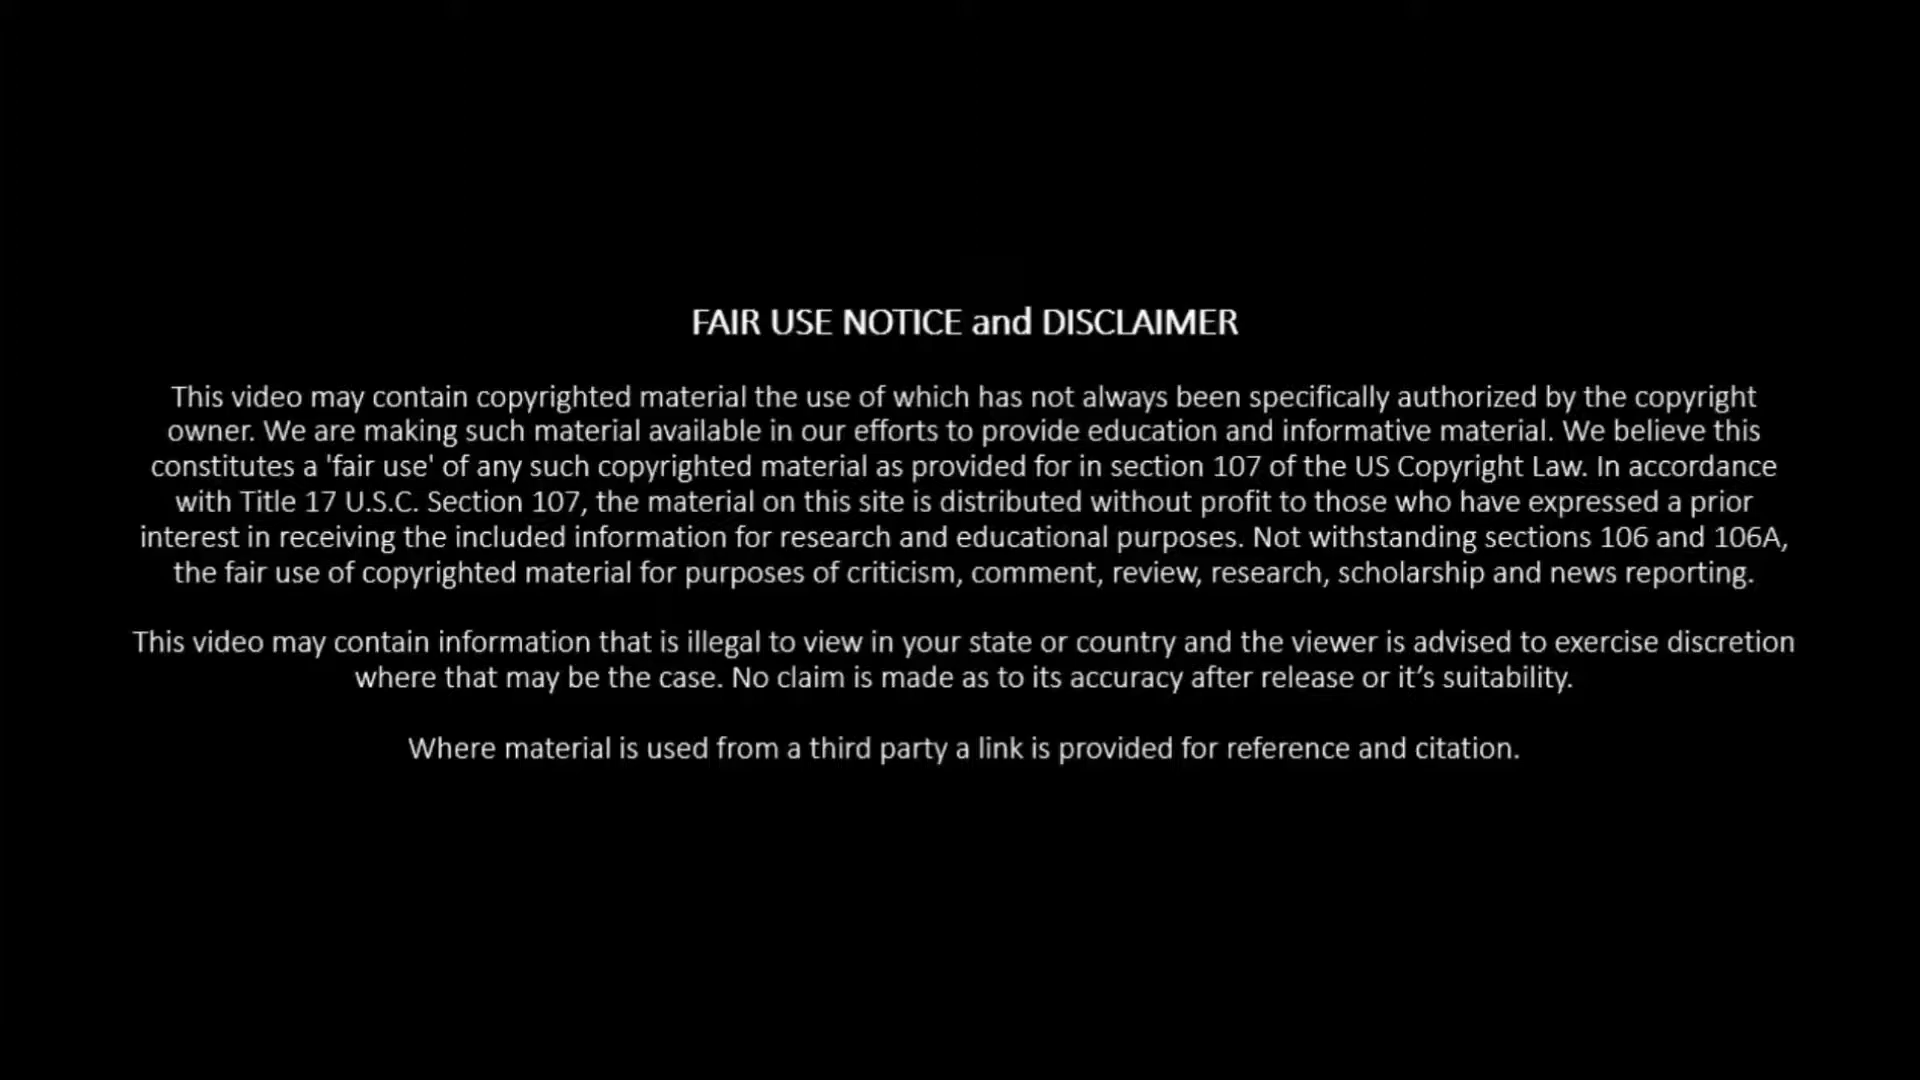 FAIR USE NOTICE and DISCLAIMER
This video may contain copyrighted material the use of which has not always been specifically authorized by the copyright
owner. We are making such material available in our efforts to provide education and informative material. We believe this
constitutes a 'fair use' of any such copyrighted material as provided for in section 107 of the US Copyright Law. In accordance
with Title 17 U.S.C. Section 107, the material on this site is distributed without profit to those who have expressed a prior
interest in receiving the included information for research and educational purposes. Not withstanding sections 106 and 106A,
the fair use of copyrighted material for purposes of criticism, comment, review, research, scholarship and news reporting.
This video may contain information that is illegal to view in your state or country and the viewer is advised to exercise discretion
where that may be the case. No claim is made as to its accuracy after release or it’s suitability.
Where material is used from a third party a link is provided for reference and citation.